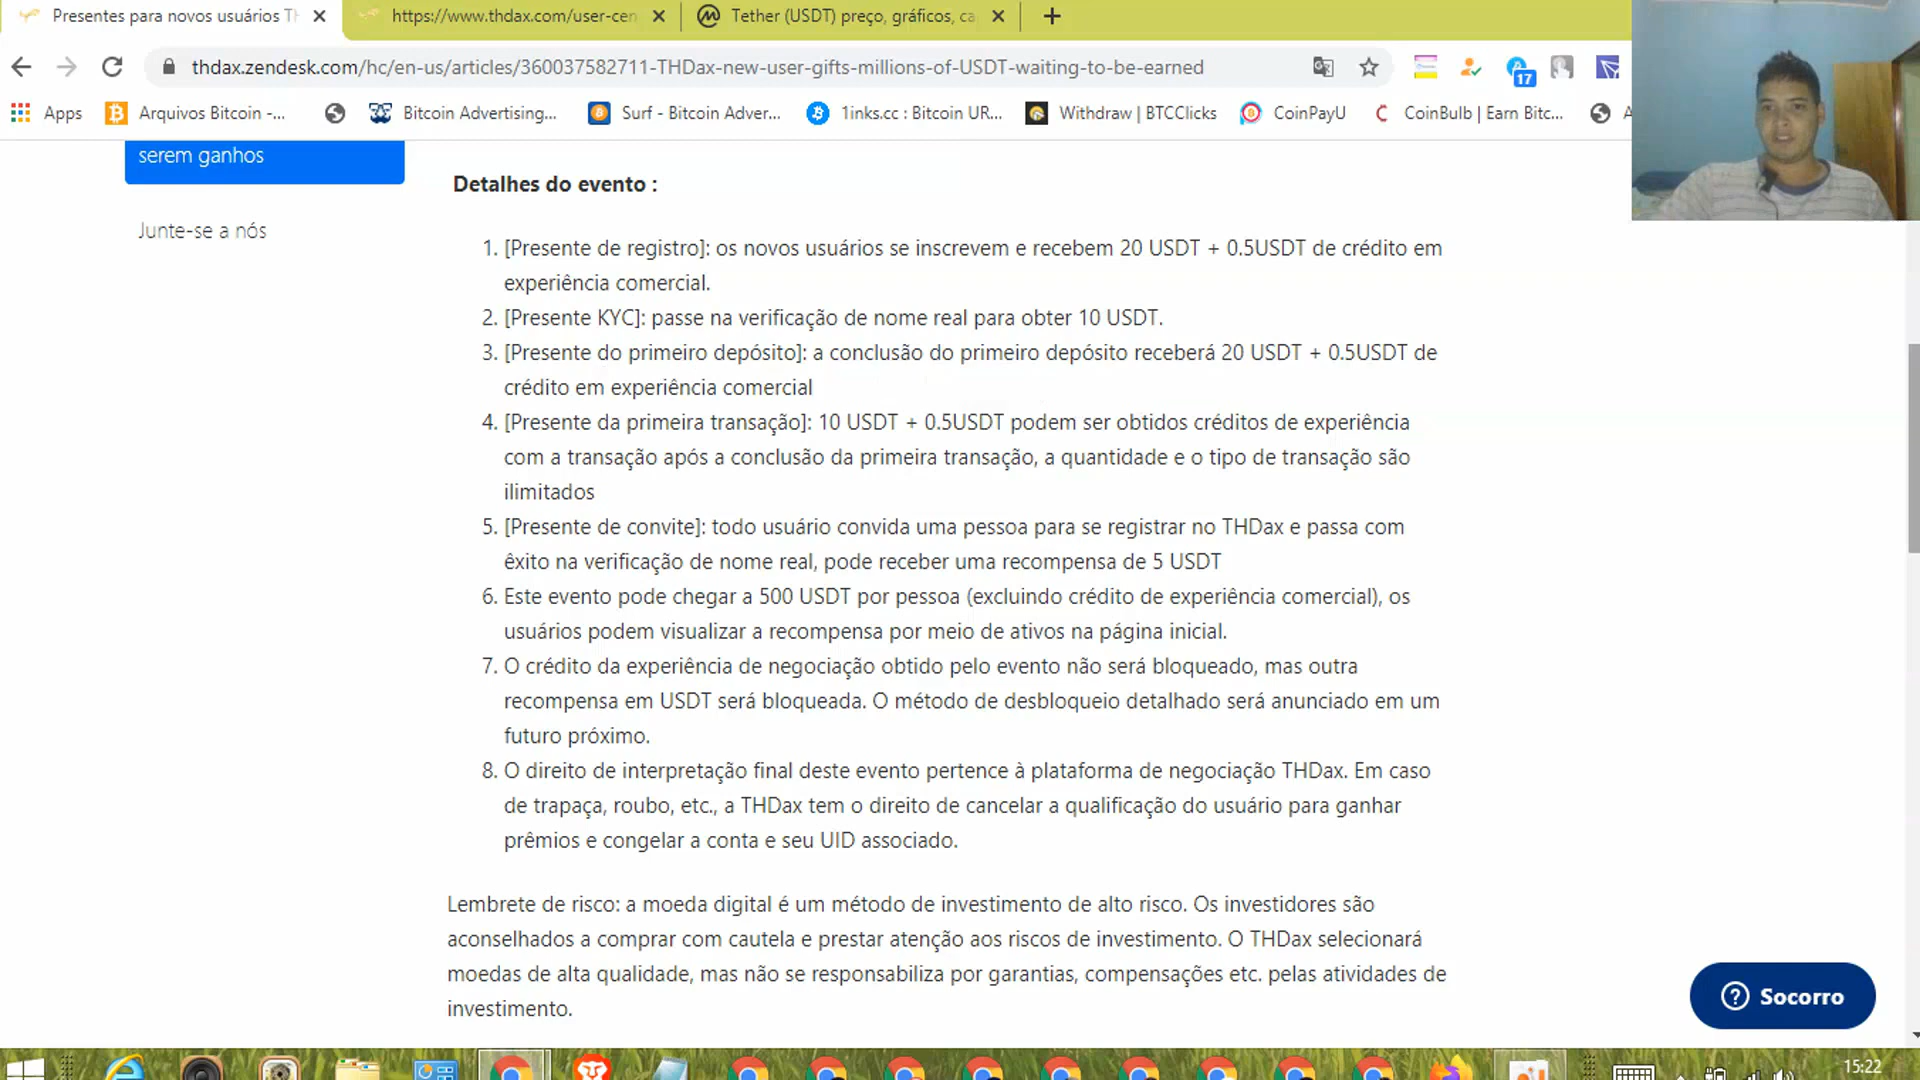 Presentes para novos usuários TH
https://www.thdax.com/user-cen
Tether (USDT) preço, gráficos, ca
thdax.zendesk.com/hc/en-us/articles/360037582711-THDax-new-user-gifts-millions-of-USDT-waiting-to-be-earned
17
Apps
Arquivos Bitcoin -...
Bitcoin Advertising...
Surf - Bitcoin Adver...
1inks.cc : Bitcoin UR...
Withdraw | BTCClicks
CoinPayU
CoinBulb | Earn Bitc...
serem ganhos
Junte-se a nós
Detalhes do evento :
1. [Presente de registro]: os novos usuários se inscrevem e recebem 20 USDT + 0.5USDT de crédito em
experiência comercial.
2. [Presente KYC]: passe na verificação de nome real para obter 10 USDT.
3. [Presente do primeiro depósito]: a conclusão do primeiro depósito receberá 20 USDT + 0.5USDT de
crédito em experiência comercial
4. [Presente da primeira transação]: 10 USDT + 0.5USDT podem ser obtidos créditos de experiência
com a transação após a conclusão da primeira transação, a quantidade e o tipo de transação são
ilimitados
5. [Presente de convite]: todo usuário convida uma pessoa para se registrar no THDax e passa com
êxito na verificação de nome real, pode receber uma recompensa de 5 USDT
6. Este evento pode chegar a 500 USDT por pessoa (excluindo crédito de experiência comercial), os
usuários podem visualizar a recompensa por meio de ativos na página inicial.
7. O crédito da experiência de negociação obtido pelo evento não será bloqueado, mas outra
recompensa em USDT será bloqueada. O método de desbloqueio detalhado será anunciado em um
futuro próximo.
8. O direito de interpretação final deste evento pertence à plataforma de negociação THDax. Em caso
de trapaça, roubo, etc., a THDax tem o direito de cancelar a qualificação do usuário para ganhar
prêmios e congelar a conta e seu UID associado.
Lembrete de risco: a moeda digital é um método de investimento de alto risco. Os investidores são
aconselhados a comprar com cautela e prestar atenção aos riscos de investimento. O THDax selecionará
moedas de alta qualidade, mas não se responsabiliza por garantias, compensações etc. pelas atividades de
investimento.
Socorro
15:22